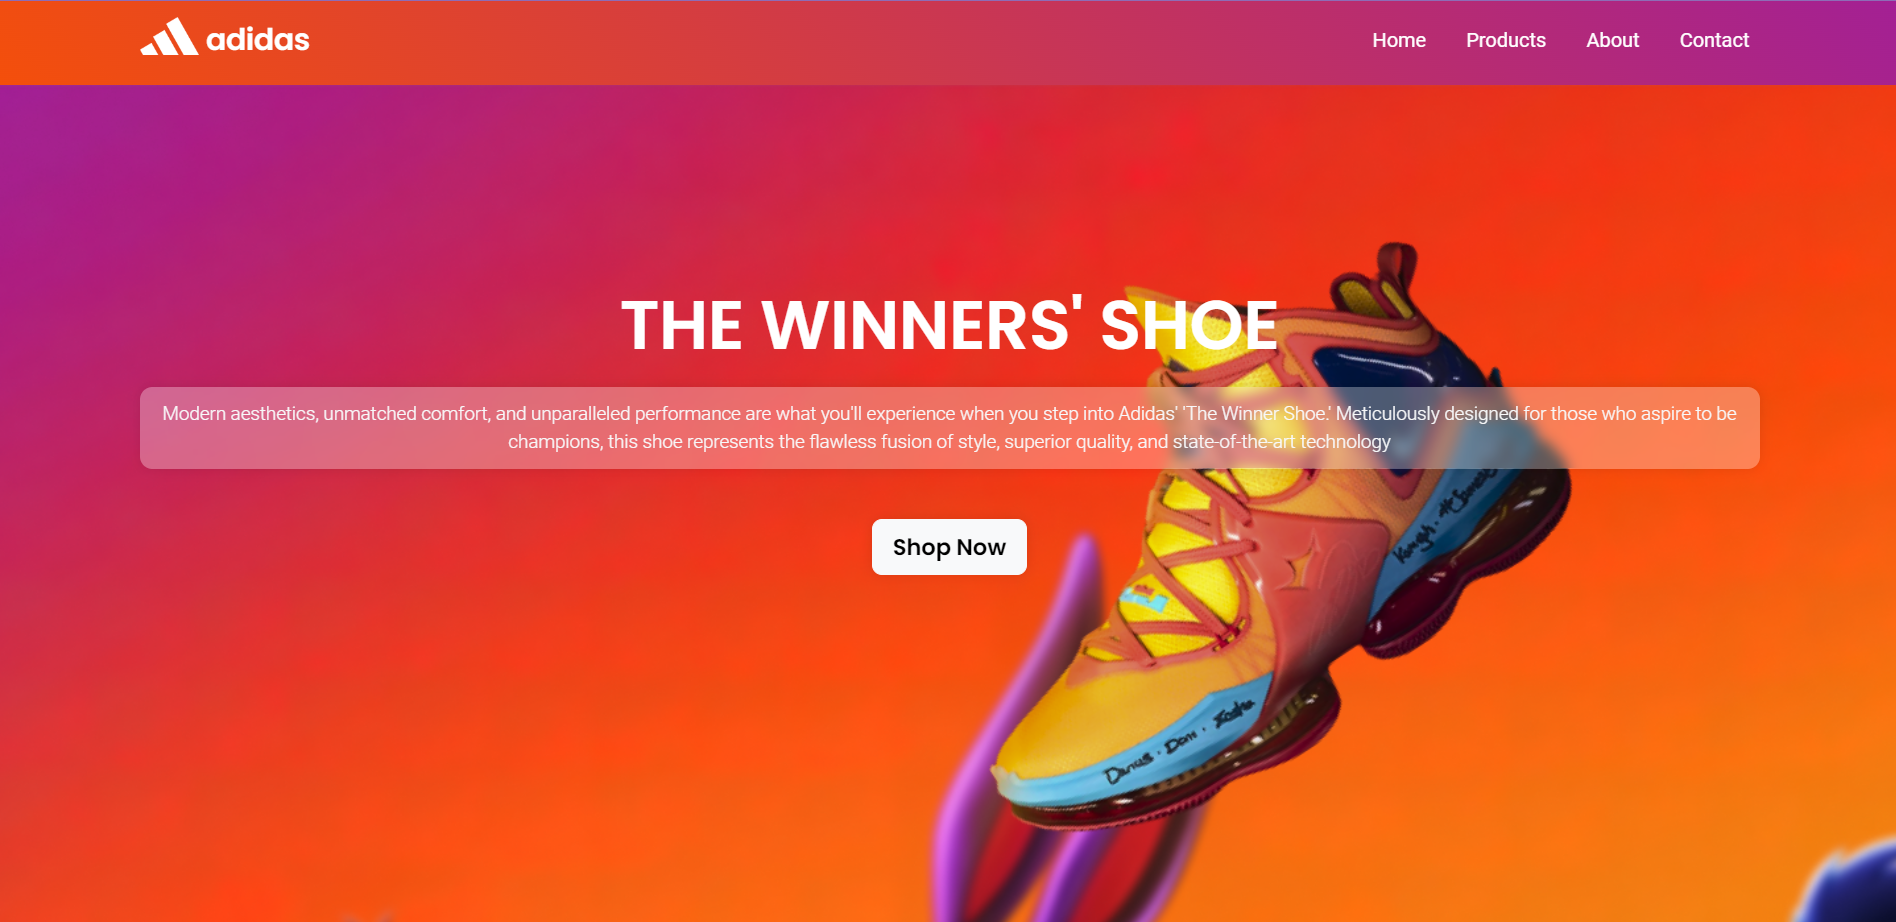 adidas
Home Products About Contact
THE WINNERS' SHOE
Modern aesthetics, unmatched comfort, and unparalleled performance are what you'll experience when you step into Adidas' 'The Winner Shoe.' Meticulously designed for those who aspire to be
champions, this shoe represents the flawless fusion of style, superior quality, and state-of-the-art technology
Shop Now
Darius · Dom ·